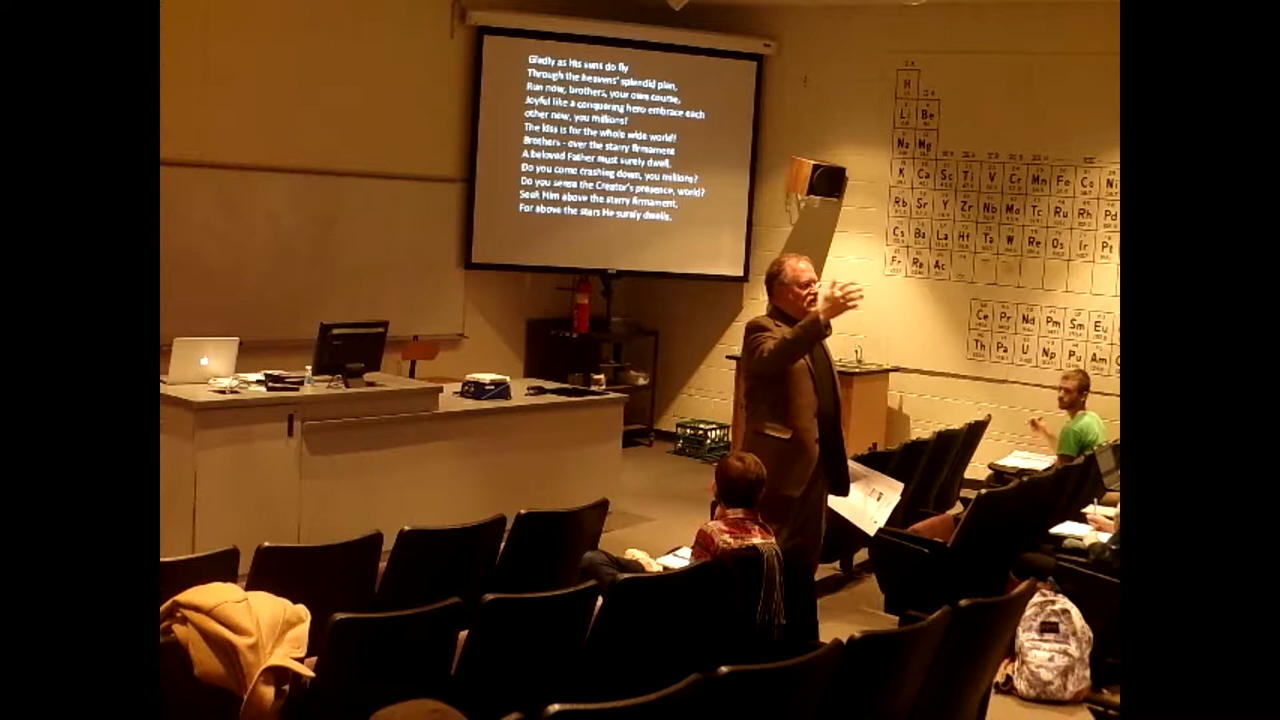 Gladly as His suns do fly
Through the heavens' splendid plan,
Run now, brothers, your own course,
Joyful like a conquering hero embrace each
other now, you millions!
The kiss is for the whole wide world!
Brothers - over the starry firmament
A beloved Father must surely dwell.
Do you come crashing down, you millions?
Do you sense the Creator's presence, world?
Seek Him above the starry firmament,
For above the stars He surely dwells.
H
Li Be
Na Mg
K Ca Sc Ti V Cr Mn Fe Co Ni
Rb Sr Y Zr Nb Mo Tc Ru Rh Pd
Cs Ba La Hf Ta W Re Os Ir Pt
Fr Ra Ac
Ce Pr Nd Pm Sm Eu
Th Pa U Np Pu Am